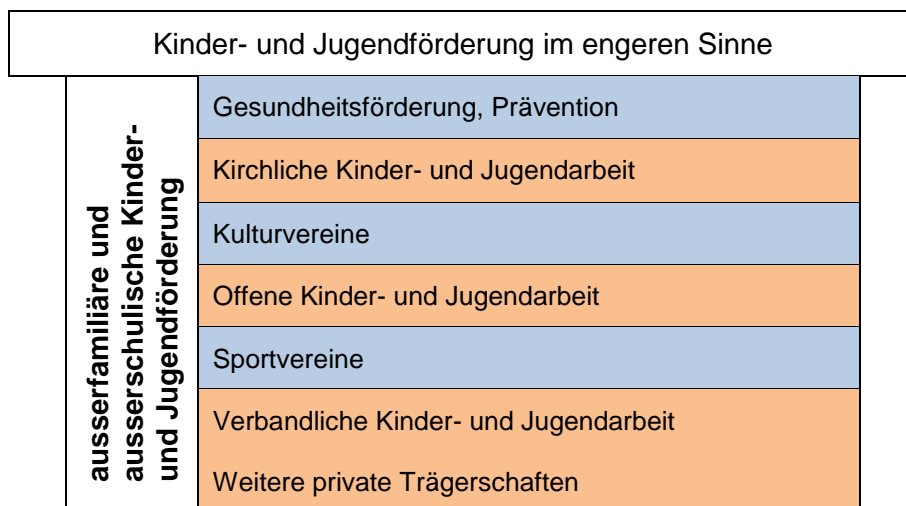 Kinder- und Jugendförderung im engeren Sinne
ausserfamiliäre und
ausserschulische Kinder-
und Jugendförderung
Gesundheitsförderung, Prävention
Kirchliche Kinder- und Jugendarbeit
Kulturvereine
Offene Kinder- und Jugendarbeit
Sportvereine
Verbandliche Kinder- und Jugendarbeit
Weitere private Trägerschaften